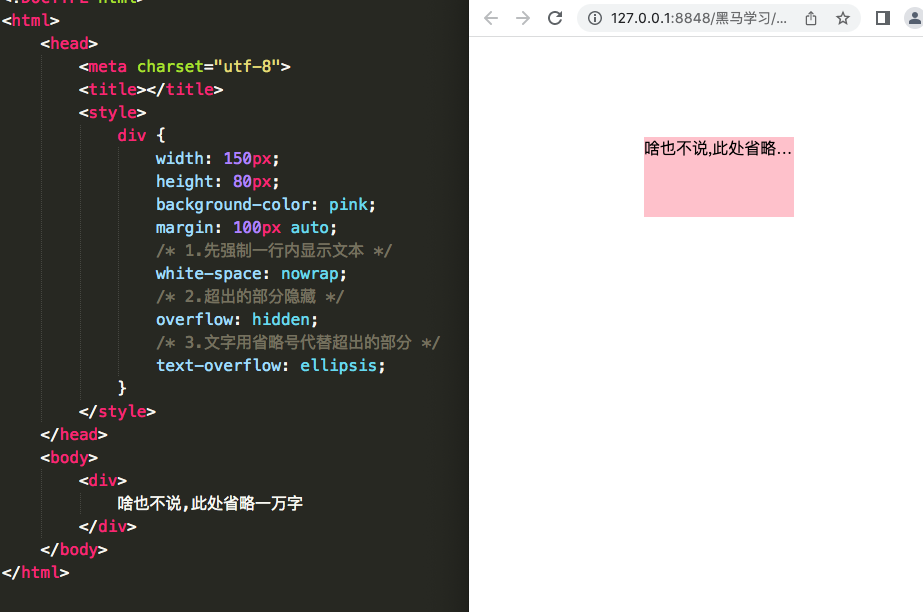 <!DOCTYPE html>
<html>
<head>
<meta charset="utf-8">
<title></title>
<style>
div {
width: 150px;
height: 80px;
background-color: pink;
margin: 100px auto;
/* 1.先强制一行内显示文本 */
white-space: nowrap;
/* 2.超出的部分隐藏 */
overflow: hidden;
/* 3.文字用省略号代替超出的部分 */
text-overflow: ellipsis;
}
</style>
</head>
<body>
<div>
啥也不说,此处省略一万字
</div>
</body>
</html>
127.0.0.1:8848/黑马学习/...
啥也不说,此处省略...